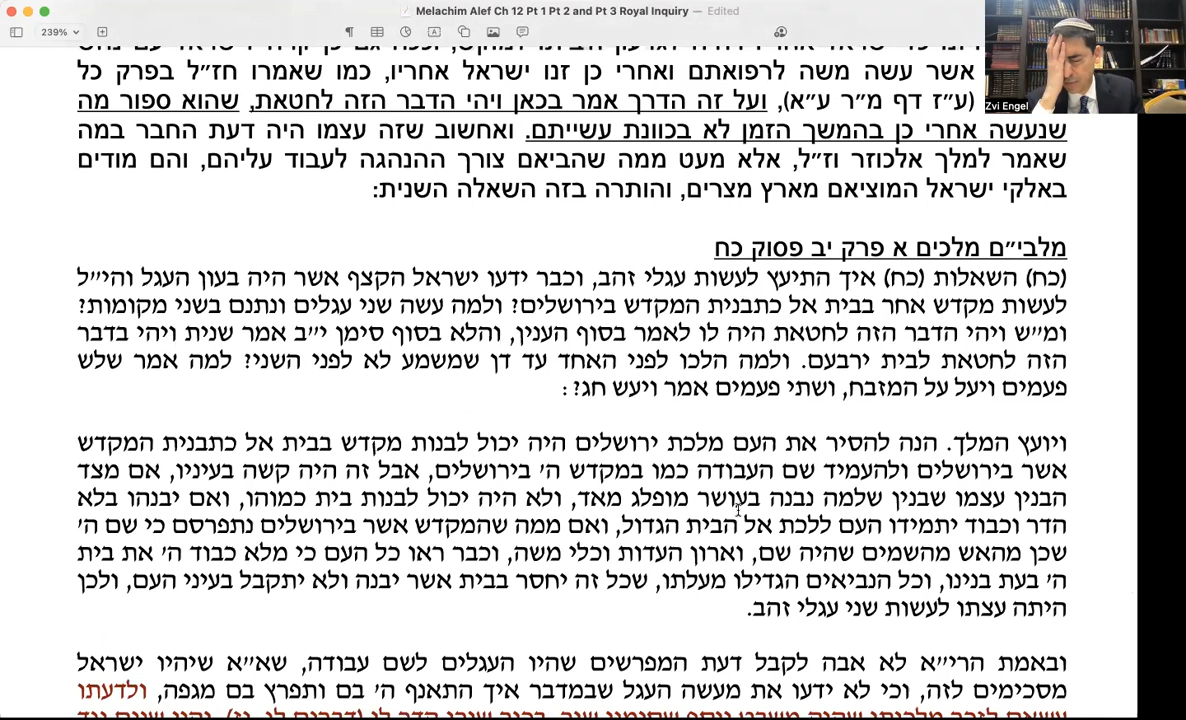 Melachim Alef Ch 12 Pt 1 Pt 2 and Pt 3 Royal Inquiry — Edited
239%
Zvi Engel
אשר עשה משה לרפואתם ואחרי כן זנו ישראל אחריו, כמו שאמרו חז״ל בפרק כל
(ע״ז דף מ״ר ע״א), ועל זה הדרך אמר בכאן ויהי הדבר הזה לחטאת, שהוא ספור מה
שנעשה אחרי כן בהמשך הזמן לא בכוונת עשייתם. ואחשוב שזה עצמו היה דעת החבר במה
שאמר למלך אלכוזר וז״ל, אלא מעט ממה שהביאם צורך ההנהגה לעבוד עליהם, והם מודים
באלקי ישראל המוציאם מארץ מצרים, והותרה בזה השאלה השנית:
מלבי״ם מלכים א פרק יב פסוק כח
(כח) השאלות (כח) איך התיעץ לעשות עגלי זהב, וכבר ידעו ישראל הקצף אשר היה בעון העגל והי״ל
לעשות מקדש אחר בבית אל כתבנית המקדש בירושלים? ולמה עשה שני עגלים ונתנם בשני מקומות?
ומ״ש ויהי הדבר הזה לחטאת היה לו לאמר בסוף הענין, והלא בסוף סימן י״ב אמר שנית ויהי בדבר
הזה לחטאת לבית ירבעם. ולמה הלכו לפני האחד עד דן שמשמע לא לפני השני? למה אמר שלש
פעמים ויעל על המזבח, ושתי פעמים אמר ויעש חג?:
ויועץ המלך. הנה להסיר את העם מלכת ירושלים היה יכול לבנות מקדש בבית אל כתבנית המקדש
אשר בירושלים ולהעמיד שם העבודה כמו במקדש ה׳ בירושלים, אבל זה היה קשה בעיניו, אם מצד
הבנין עצמו שבנין שלמה נבנה בעושר מופלג מאד, ולא היה יכול לבנות בית כמוהו, ואם יבנהו בלא
הדר וכבוד יתמידו העם ללכת אל הבית הגדול, ואם ממה שהמקדש אשר בירושלים נתפרסם כי שם ה׳
שכן מהאש מהשמים שהיה שם, וארון העדות וכלי משה, וכבר ראו כל העם כי מלא כבוד ה׳ את בית
ה׳ בעת בנינו, וכל הנביאים הגדילו מעלתו, שכל זה יחסר בבית אשר יבנה ולא יתקבל בעיני העם, ולכן
היתה עצתו לעשות שני עגלי זהב.
ובאמת הרי״א לא אבה לקבל דעת המפרשים שהיו העגלים לשם עבודה, שא״א שיהיו ישראל
מסכימים לזה, וכי לא ידעו את מעשה העגל שבמדבר איך התאנף ה׳ בם ותפרץ בם מגפה, ולדעתו